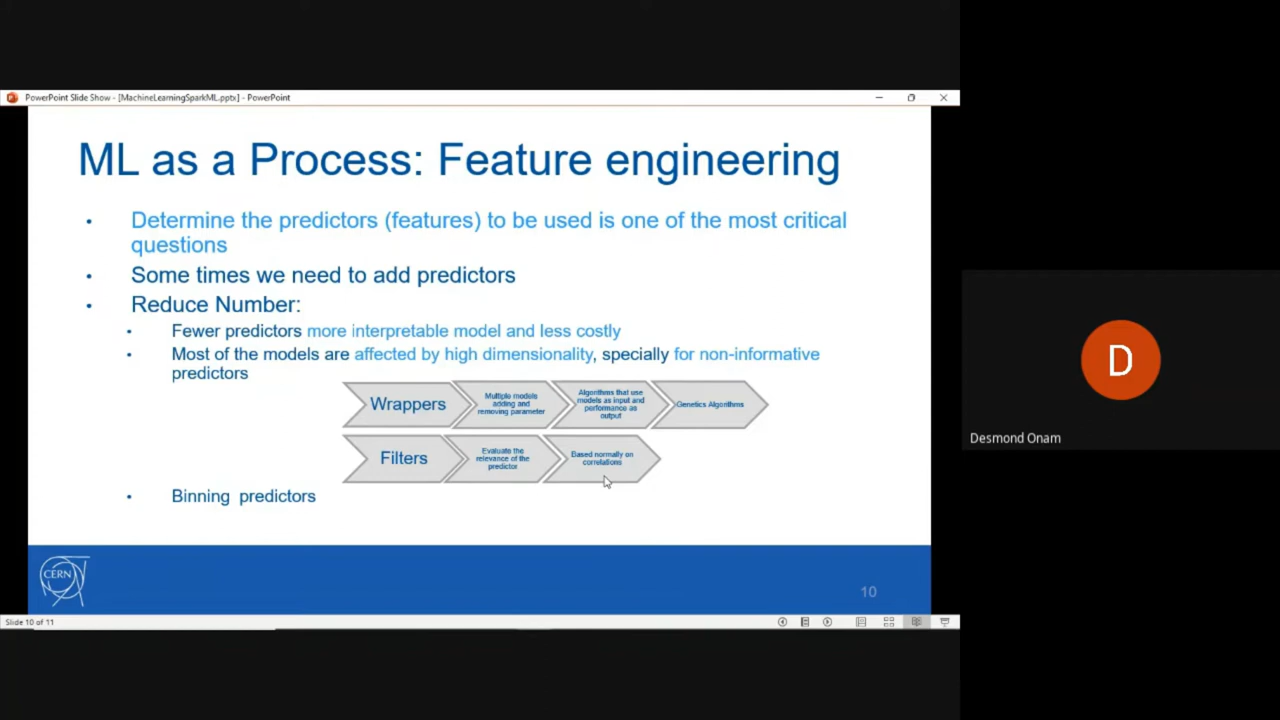 PowerPoint Slide Show - [MachineLearningSparkML.pptx] - PowerPoint
ML as a Process: Feature engineering
• Determine the predictors (features) to be used is one of the most critical
questions
• Some times we need to add predictors
• Reduce Number:
• Fewer predictors more interpretable model and less costly
• Most of the models are affected by high dimensionality, specially for non-informative
predictors
Wrappers
Multiple models
adding and
removing parameter
Algorithms that use
models as input and
performance as
output
Genetics Algorithms
Filters
Evaluate the
relevance of the
predictor
Based normally on
correlations
• Binning predictors
CERN
10
Slide 10 of 11
D
Desmond Onam